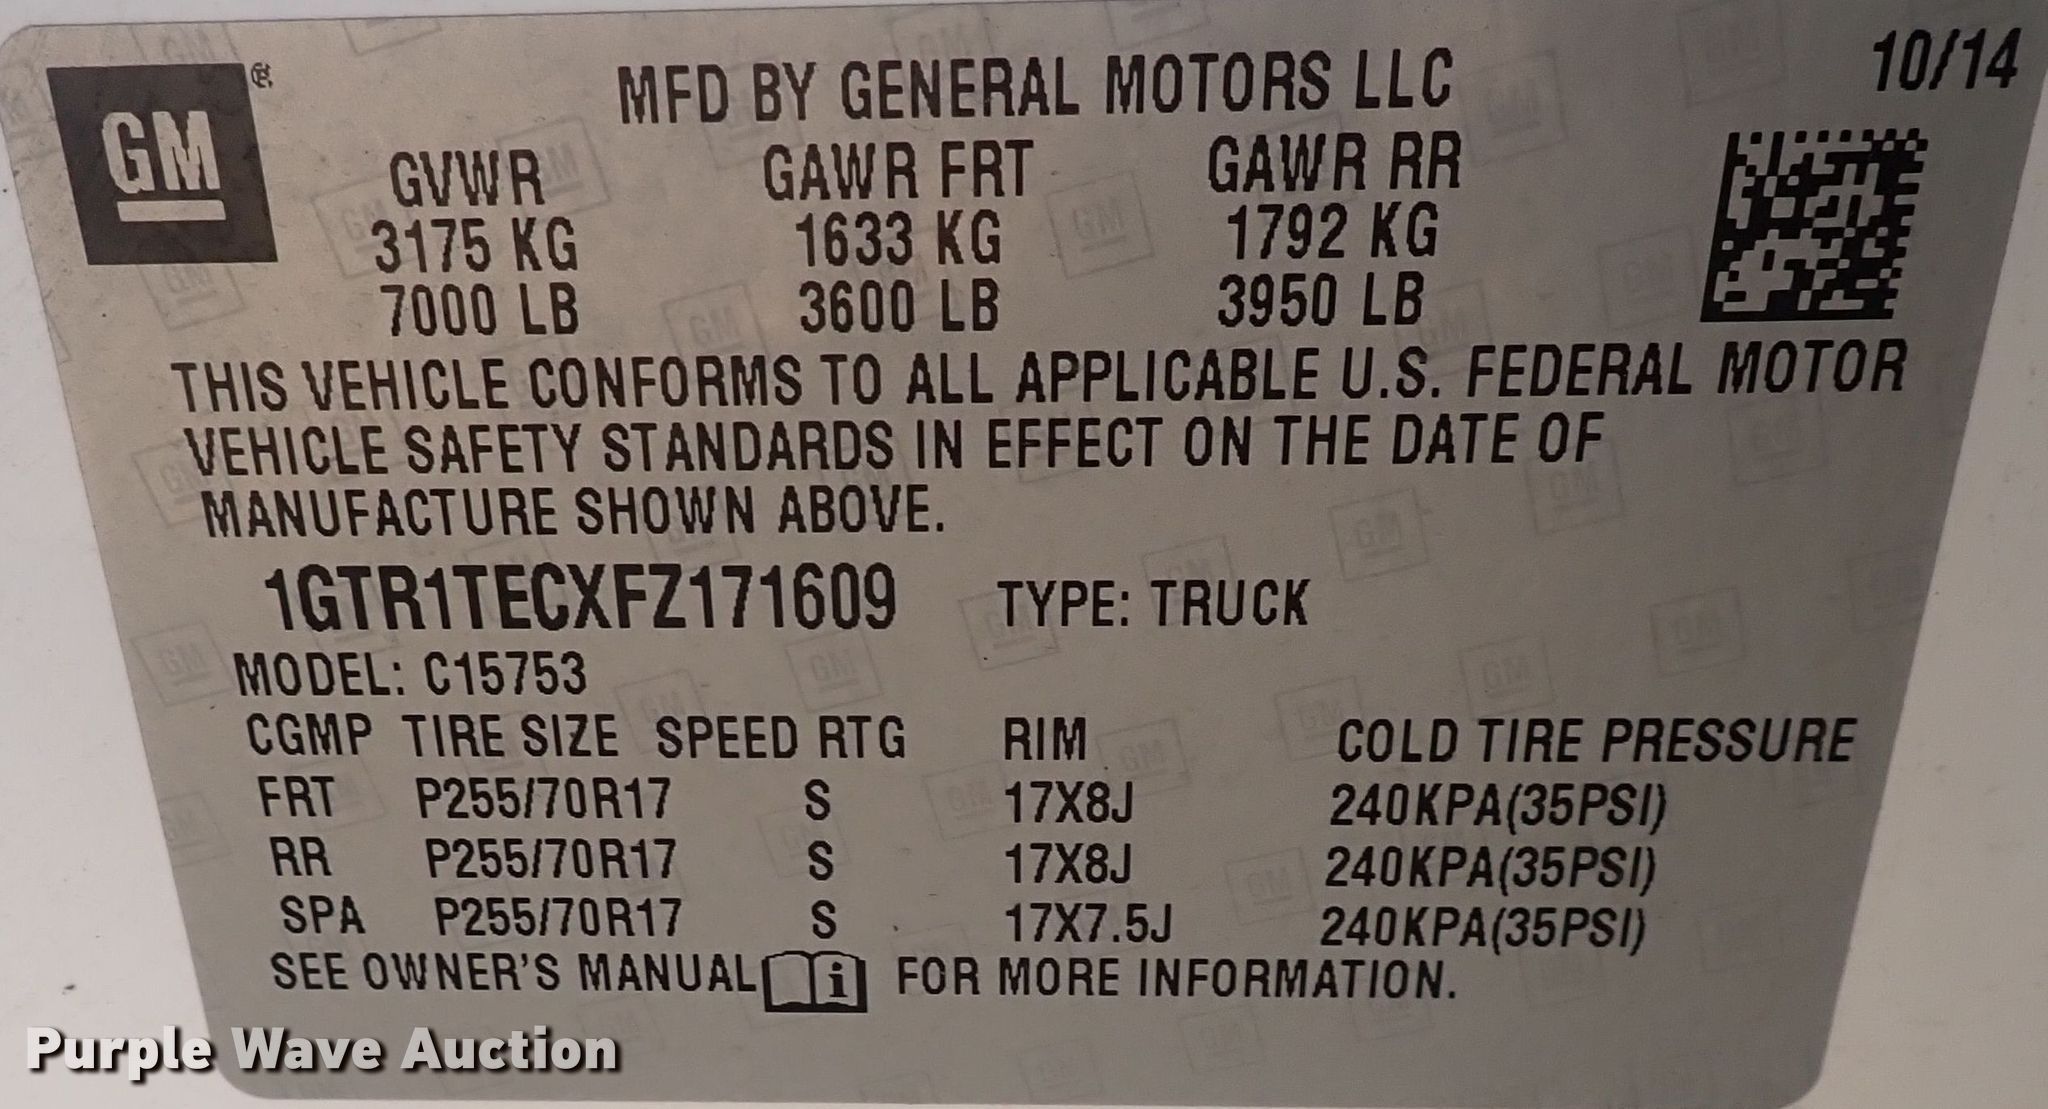 GM®
MFD BY GENERAL MOTORS LLC 10/14
GVWR GAWR FRT GAWR RR
3175 KG 1633 KG 1792 KG
7000 LB 3600 LB 3950 LB
THIS VEHICLE CONFORMS TO ALL APPLICABLE U.S. FEDERAL MOTOR
VEHICLE SAFETY STANDARDS IN EFFECT ON THE DATE OF
MANUFACTURE SHOWN ABOVE.
1GTR1TECXFZ171609 TYPE: TRUCK
MODEL: C15753
CGMP TIRE SIZE SPEED RTG RIM COLD TIRE PRESSURE
FRT P255/70R17 S 17X8J 240KPA(35PSI)
RR P255/70R17 S 17X8J 240KPA(35PSI)
SPA P255/70R17 S 17X7.5J 240KPA(35PSI)
SEE OWNER'S MANUAL i FOR MORE INFORMATION.
Purple Wave Auction